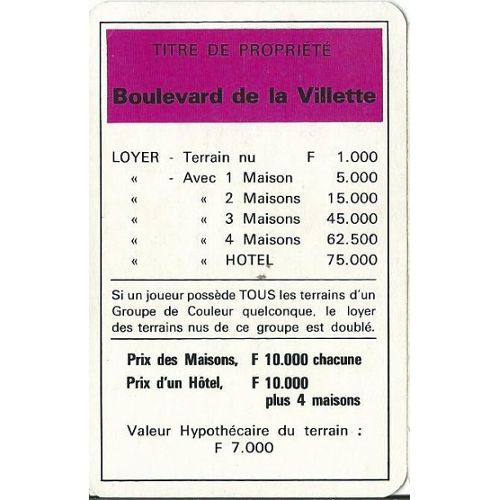 TITRE DE PROPRIÉTÉ
Boulevard de la Villette
LOYER - Terrain nu F 1.000
« - Avec 1 Maison 5.000
« « 2 Maisons 15.000
« « 3 Maisons 45.000
« « 4 Maisons 62.500
« « HOTEL 75.000
Si un joueur possède TOUS les terrains d'un
Groupe de Couleur quelconque, le loyer
des terrains nus de ce groupe est doublé.
Prix des Maisons, F 10.000 chacune
Prix d'un Hôtel, F 10.000
plus 4 maisons
Valeur Hypothécaire du terrain :
F 7.000